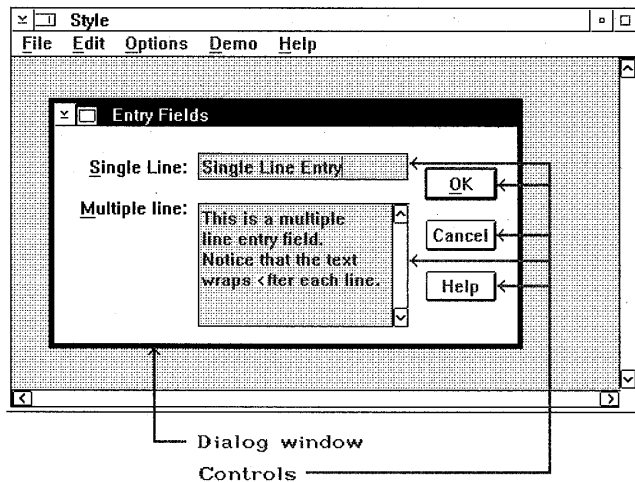 Style
File Edit Options Demo Help
Entry Fields
Single Line: Single Line Entry
OK
Multiple line: This is a multiple
line entry field.
Notice that the text
wraps <fter each line.
Cancel
Help
Dialog window
Controls